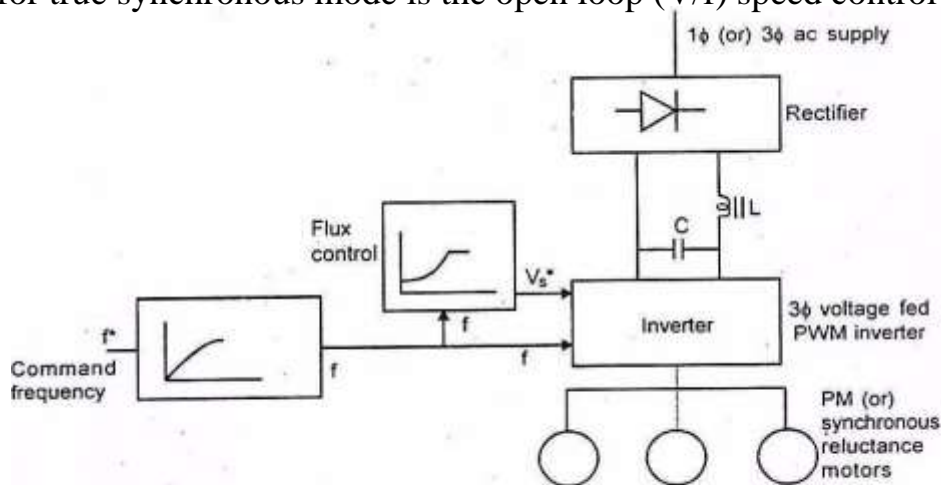 for true synchronous mode is the open loop (V/f) speed control
1ϕ (or) 3ϕ ac supply
Rectifier
L
C
Flux
control
V_s*
3ϕ voltage fed
PWM inverter
Inverter
f
f*
f
f
Command
frequency
PM (or)
synchronous
reluctance
motors